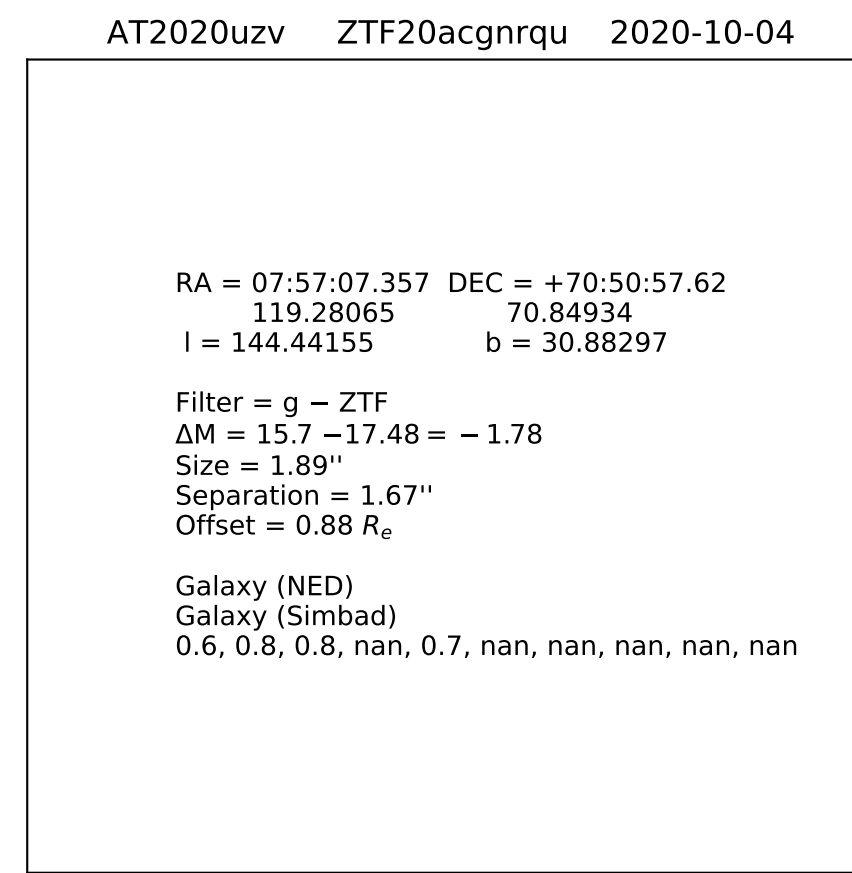 AT2020uzv ZTF20acgnrqu 2020-10-04
RA = 07:57:07.357 DEC = +70:50:57.62
119.28065 70.84934
l = 144.44155 b = 30.88297
Filter = g − ZTF
ΔM = 15.7 −17.48 = − 1.78
Size = 1.89''
Separation = 1.67''
Offset = 0.88 Re
Galaxy (NED)
Galaxy (Simbad)
0.6, 0.8, 0.8, nan, 0.7, nan, nan, nan, nan, nan